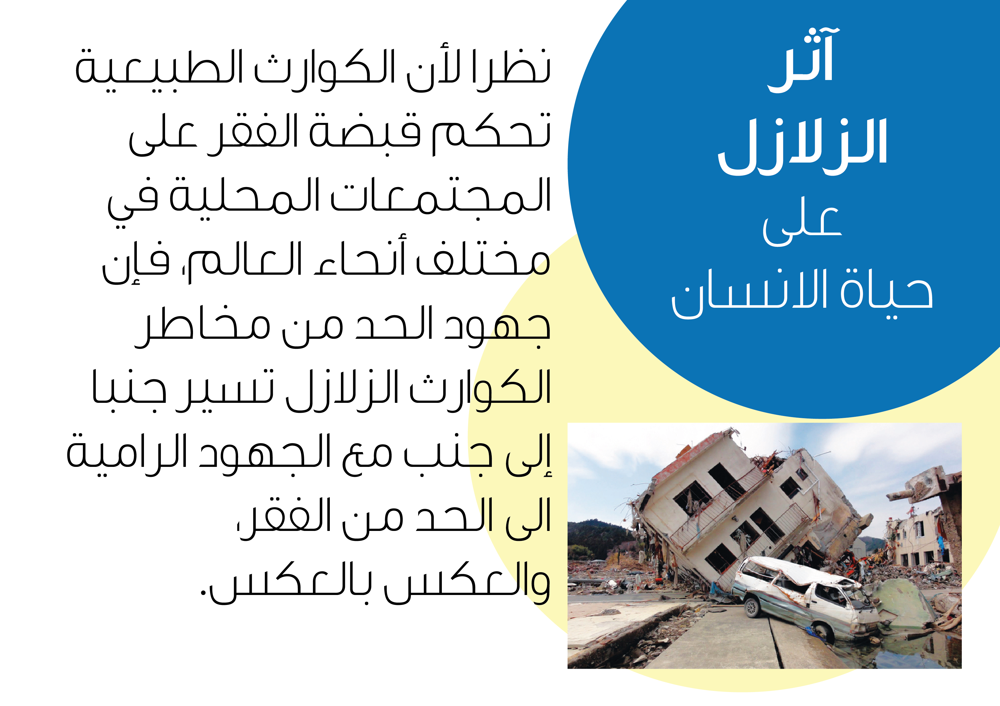 آثر
الزلازل
على
حياة الانسان
نظرا لأن الكوارث الطبيعية
تحكم قبضة الفقر على
المجتمعات المحلية في
مختلف أنحاء العالم، فإن
جهود الحد من مخاطر
الكوارث الزلازل تسير جنبا
إلى جنب مع الجهود الرامية
الى الحد من الفقر،
والعكس بالعكس.